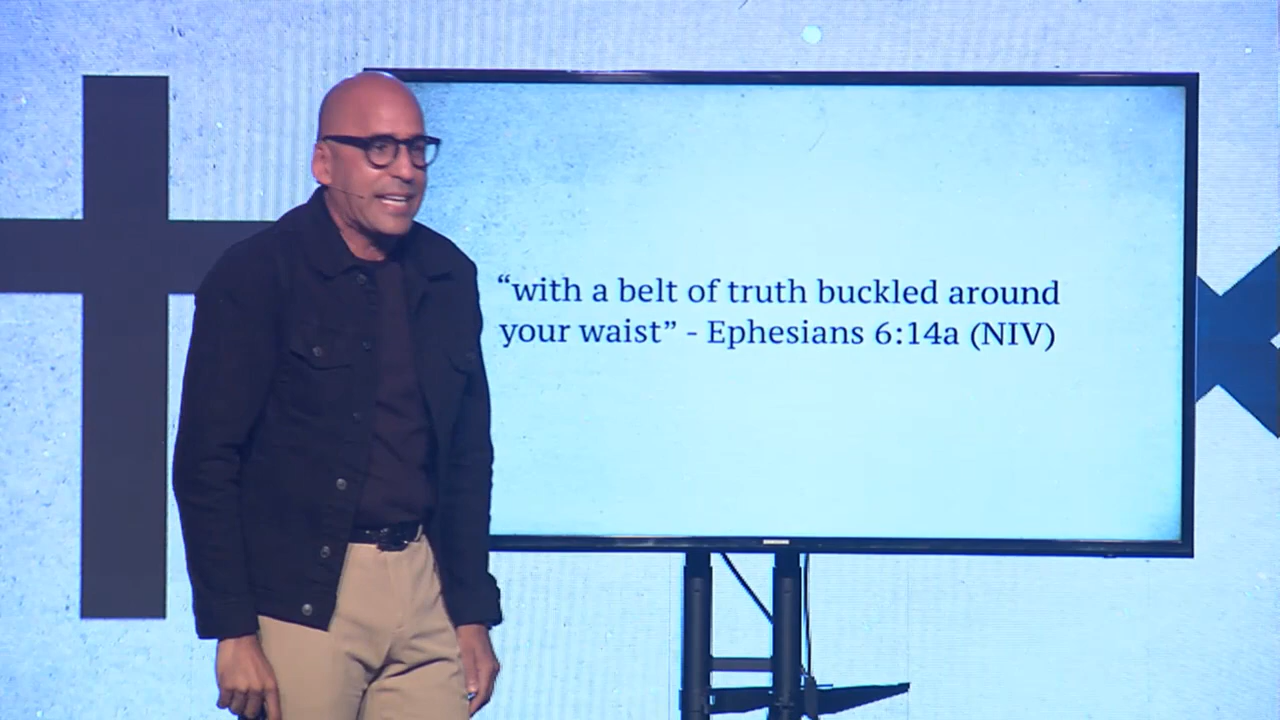 “with a belt of truth buckled around
your waist” - Ephesians 6:14a (NIV)